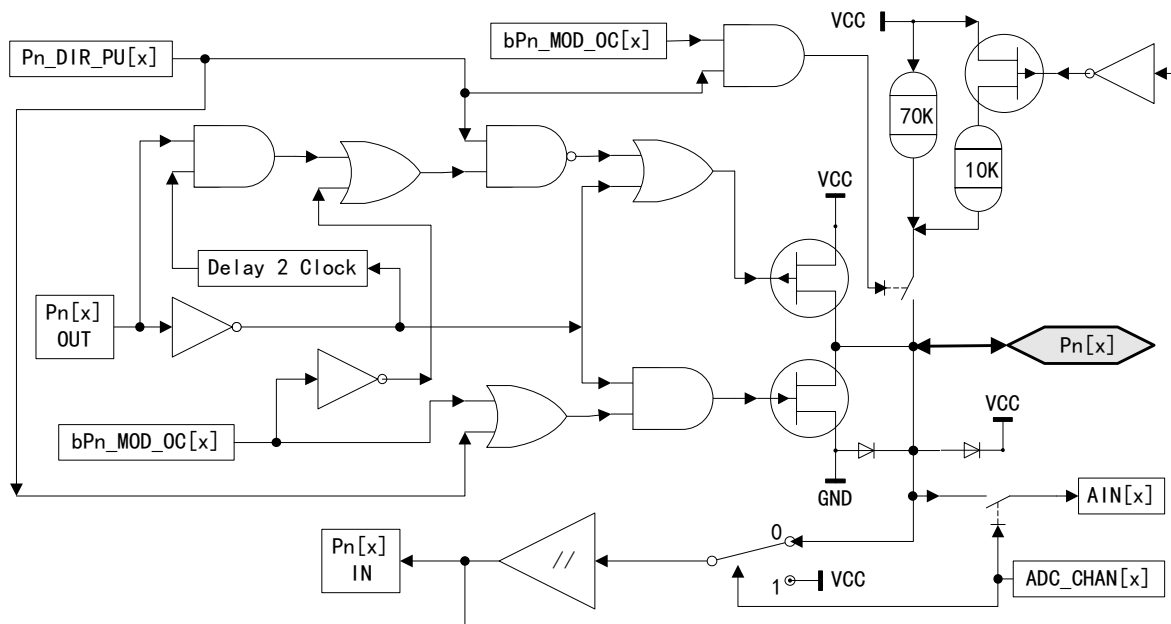 bPn_MOD_OC[x]
VCC
Pn_DIR_PU[x]
70K
10K
VCC
Delay 2 Clock
Pn[x]
OUT
Pn[x]
bPn_MOD_OC[x]
VCC
GND
AIN[x]
Pn[x]
IN
//
0
1
VCC
ADC_CHAN[x]